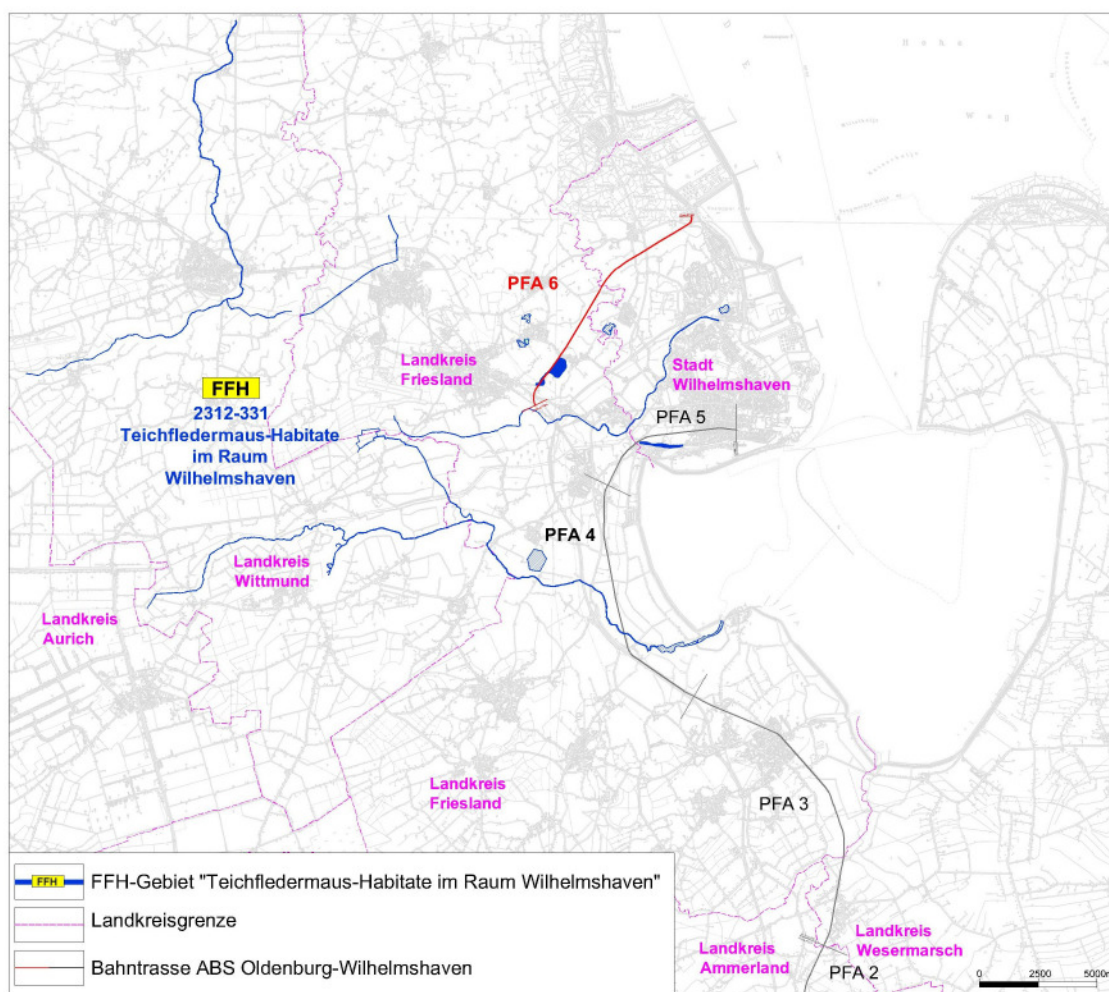 PFA 6
Landkreis
Friesland
Stadt
Wilhelmshaven
FFH
2312-331
Teichfledermaus-Habitate
im Raum
Wilhelmshaven
PFA 5
PFA 4
Landkreis
Wittmund
Landkreis
Aurich
Landkreis
Friesland
PFA 3
Landkreis
Wesermarsch
Landkreis
Ammerland
PFA 2
FFH FFH-Gebiet "Teichfledermaus-Habitate im Raum Wilhelmshaven"
Landkreisgrenze
Bahntrasse ABS Oldenburg-Wilhelmshaven
0 2500 5000